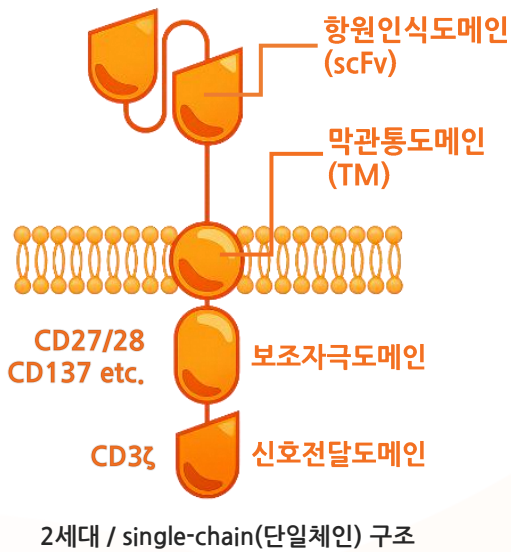 항원인식도메인
(scFv)
막관통도메인
(TM)
CD27/28
CD137 etc.
보조자극도메인
CD3ζ
신호전달도메인
2세대 / single-chain(단일체인) 구조